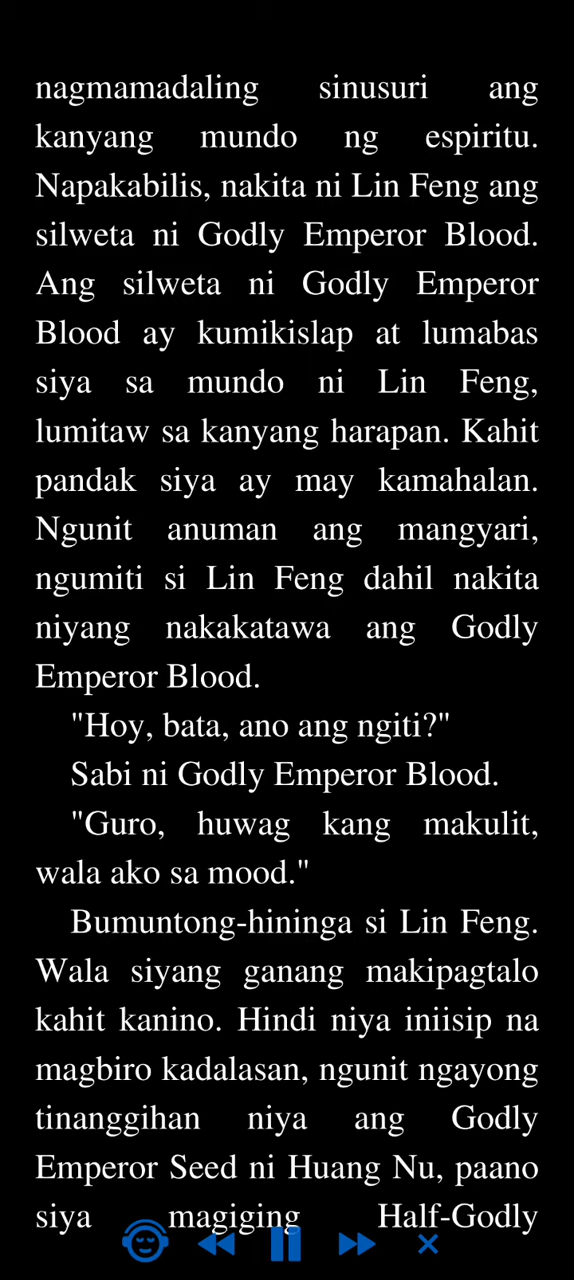 nagmamadaling sinusuri ang
kanyang mundo ng espiritu.
Napakabilis, nakita ni Lin Feng ang
silweta ni Godly Emperor Blood.
Ang silweta ni Godly Emperor
Blood ay kumikislap at lumabas
siya sa mundo ni Lin Feng,
lumitaw sa kanyang harapan. Kahit
pandak siya ay may kamahalan.
Ngunit anuman ang mangyari,
ngumiti si Lin Feng dahil nakita
niyang nakakatawa ang Godly
Emperor Blood.
"Hoy, bata, ano ang ngiti?"
Sabi ni Godly Emperor Blood.
"Guro, huwag kang makulit,
wala ako sa mood."
Bumuntong-hininga si Lin Feng.
Wala siyang ganang makipagtalo
kahit kanino. Hindi niya iniisip na
magbiro kadalasan, ngunit ngayong
tinanggihan niya ang Godly
Emperor Seed ni Huang Nu, paano
siya magiging Half-Godly